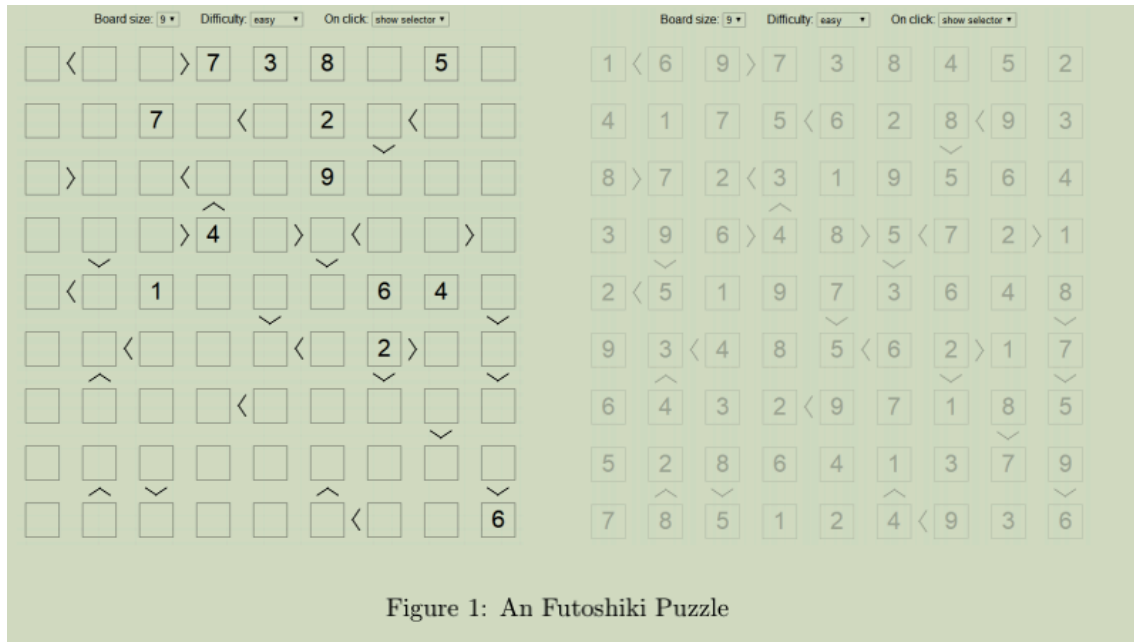 Board size: 9 Difficulty: easy On click: show selector Board size: 9 Difficulty: easy On click: show selector
< > 7 3 8 5 1 < 6 9 > 7 3 8 4 5 2
7 < 2 < 4 1 7 5 < 6 2 8 < 9 3
> < 9 8 > 7 2 < 3 1 9 5 6 4
> 4 > < > 3 9 6 > 4 8 > 5 < 7 2 > 1
< 1 6 4 2 < 5 1 9 7 3 6 4 8
< < 2 > 9 3 < 4 8 5 < 6 2 > 1 7
< 6 4 3 2 < 9 7 1 8 5
5 2 8 6 4 1 3 7 9
< 6 7 8 5 1 2 4 < 9 3 6
Figure 1: An Futoshiki Puzzle